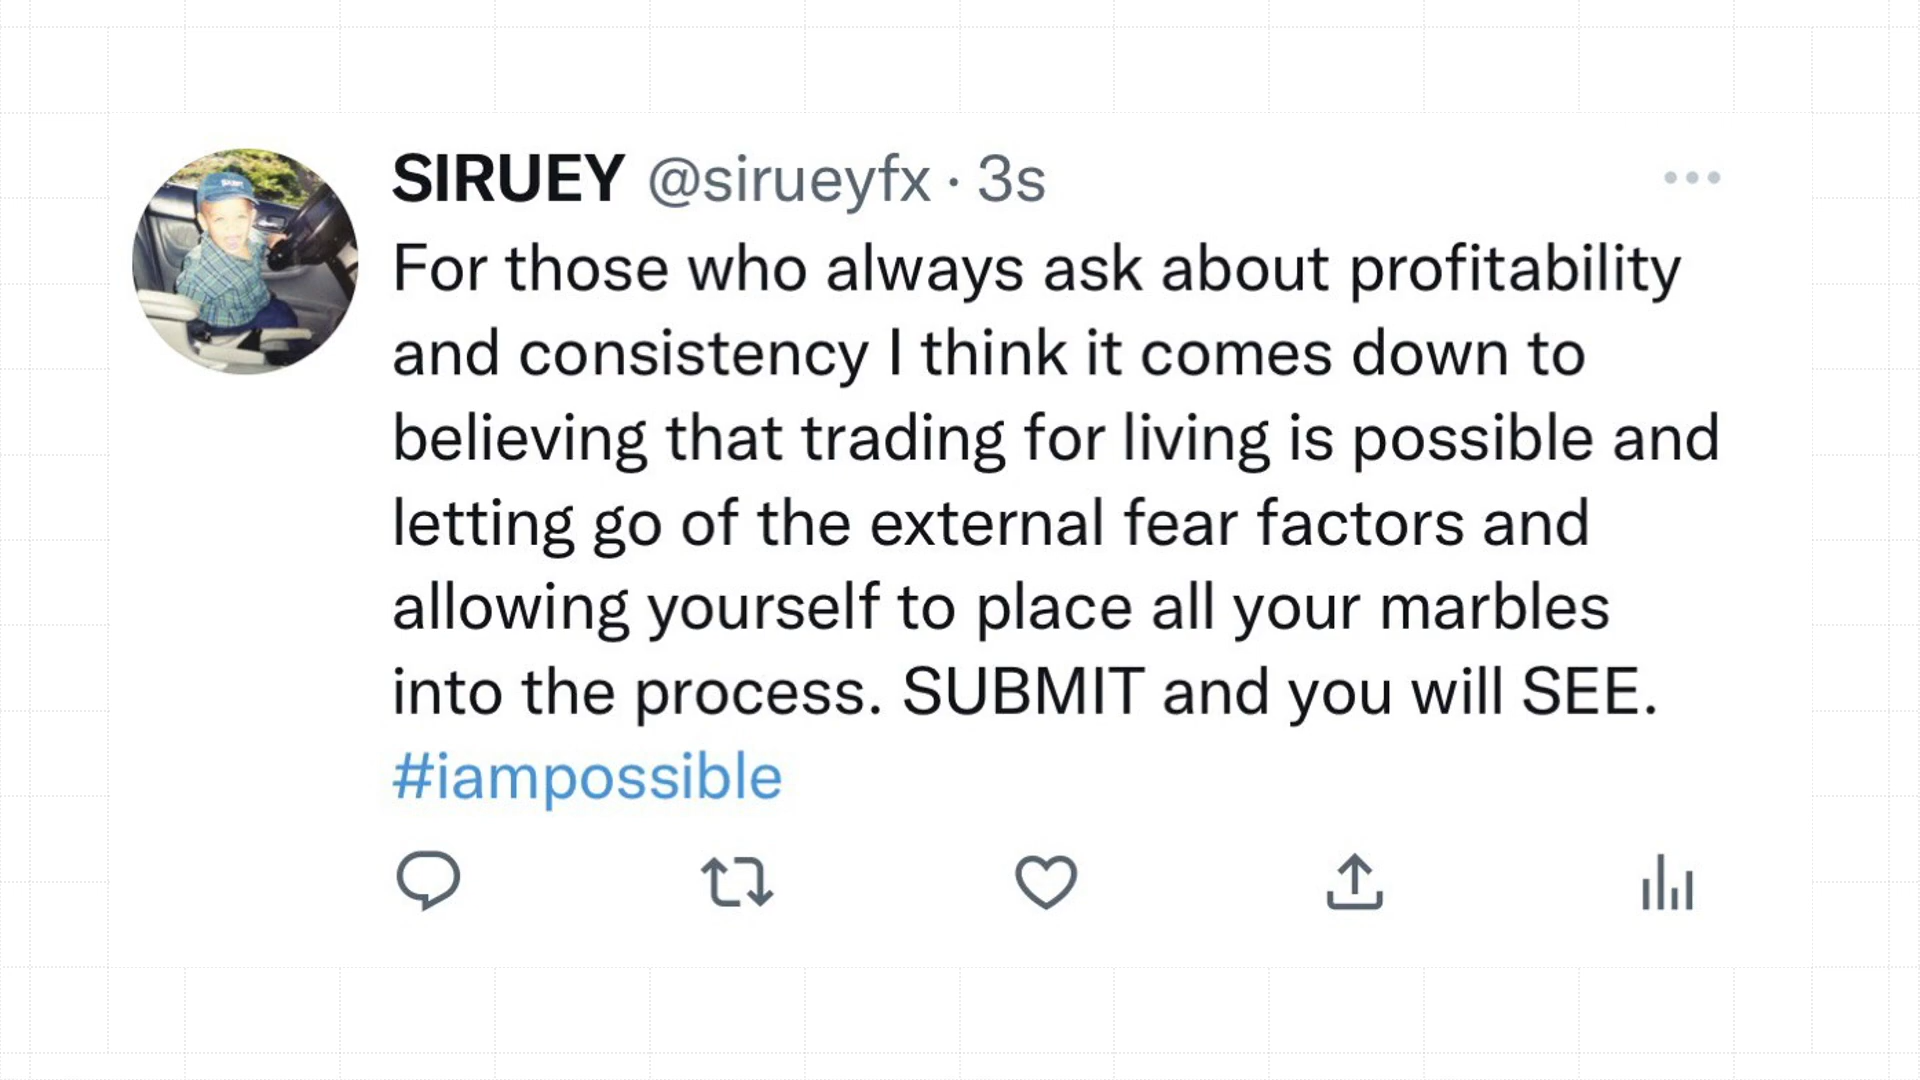 SIRUEY @sirueyfx · 3s
For those who always ask about profitability
and consistency I think it comes down to
believing that trading for living is possible and
letting go of the external fear factors and
allowing yourself to place all your marbles
into the process. SUBMIT and you will SEE.
#iampossible